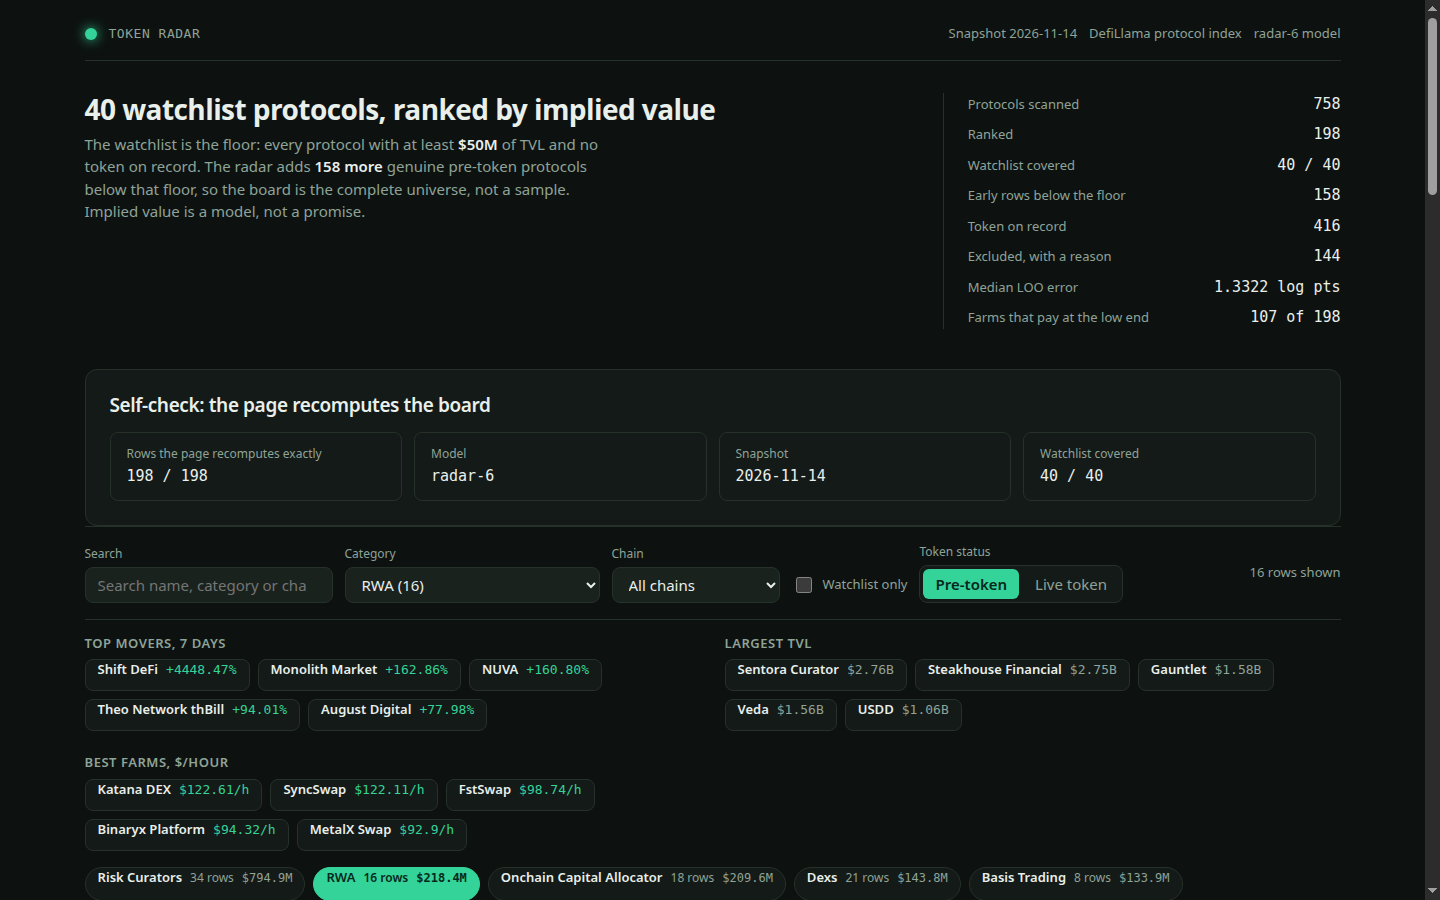 TOKEN RADAR
Snapshot 2026-11-14 DefiLlama protocol index radar-6 model
40 watchlist protocols, ranked by implied value
The watchlist is the floor: every protocol with at least $50M of TVL and no
token on record. The radar adds 158 more genuine pre-token protocols
below that floor, so the board is the complete universe, not a sample.
Implied value is a model, not a promise.
Protocols scanned 758
Ranked 198
Watchlist covered 40 / 40
Early rows below the floor 158
Token on record 416
Excluded, with a reason 144
Median LOO error 1.3322 log pts
Farms that pay at the low end 107 of 198
Self-check: the page recomputes the board
Rows the page recomputes exactly
198 / 198
Model
radar-6
Snapshot
2026-11-14
Watchlist covered
40 / 40
Search
Search name, category or cha
Category
RWA (16)
Chain
All chains
Watchlist only
Token status
Pre-token Live token
16 rows shown
TOP MOVERS, 7 DAYS
Shift DeFi +4448.47% Monolith Market +162.86% NUVA +160.80%
Theo Network thBill +94.01% August Digital +77.98%
LARGEST TVL
Sentora Curator $2.76B Steakhouse Financial $2.75B Gauntlet $1.58B
Veda $1.56B USDD $1.06B
BEST FARMS, $/HOUR
Katana DEX $122.61/h SyncSwap $122.11/h FstSwap $98.74/h
Binaryx Platform $94.32/h MetalX Swap $92.9/h
Risk Curators 34 rows $794.9M RWA 16 rows $218.4M Onchain Capital Allocator 18 rows $209.6M Dexs 21 rows $143.8M Basis Trading 8 rows $133.9M